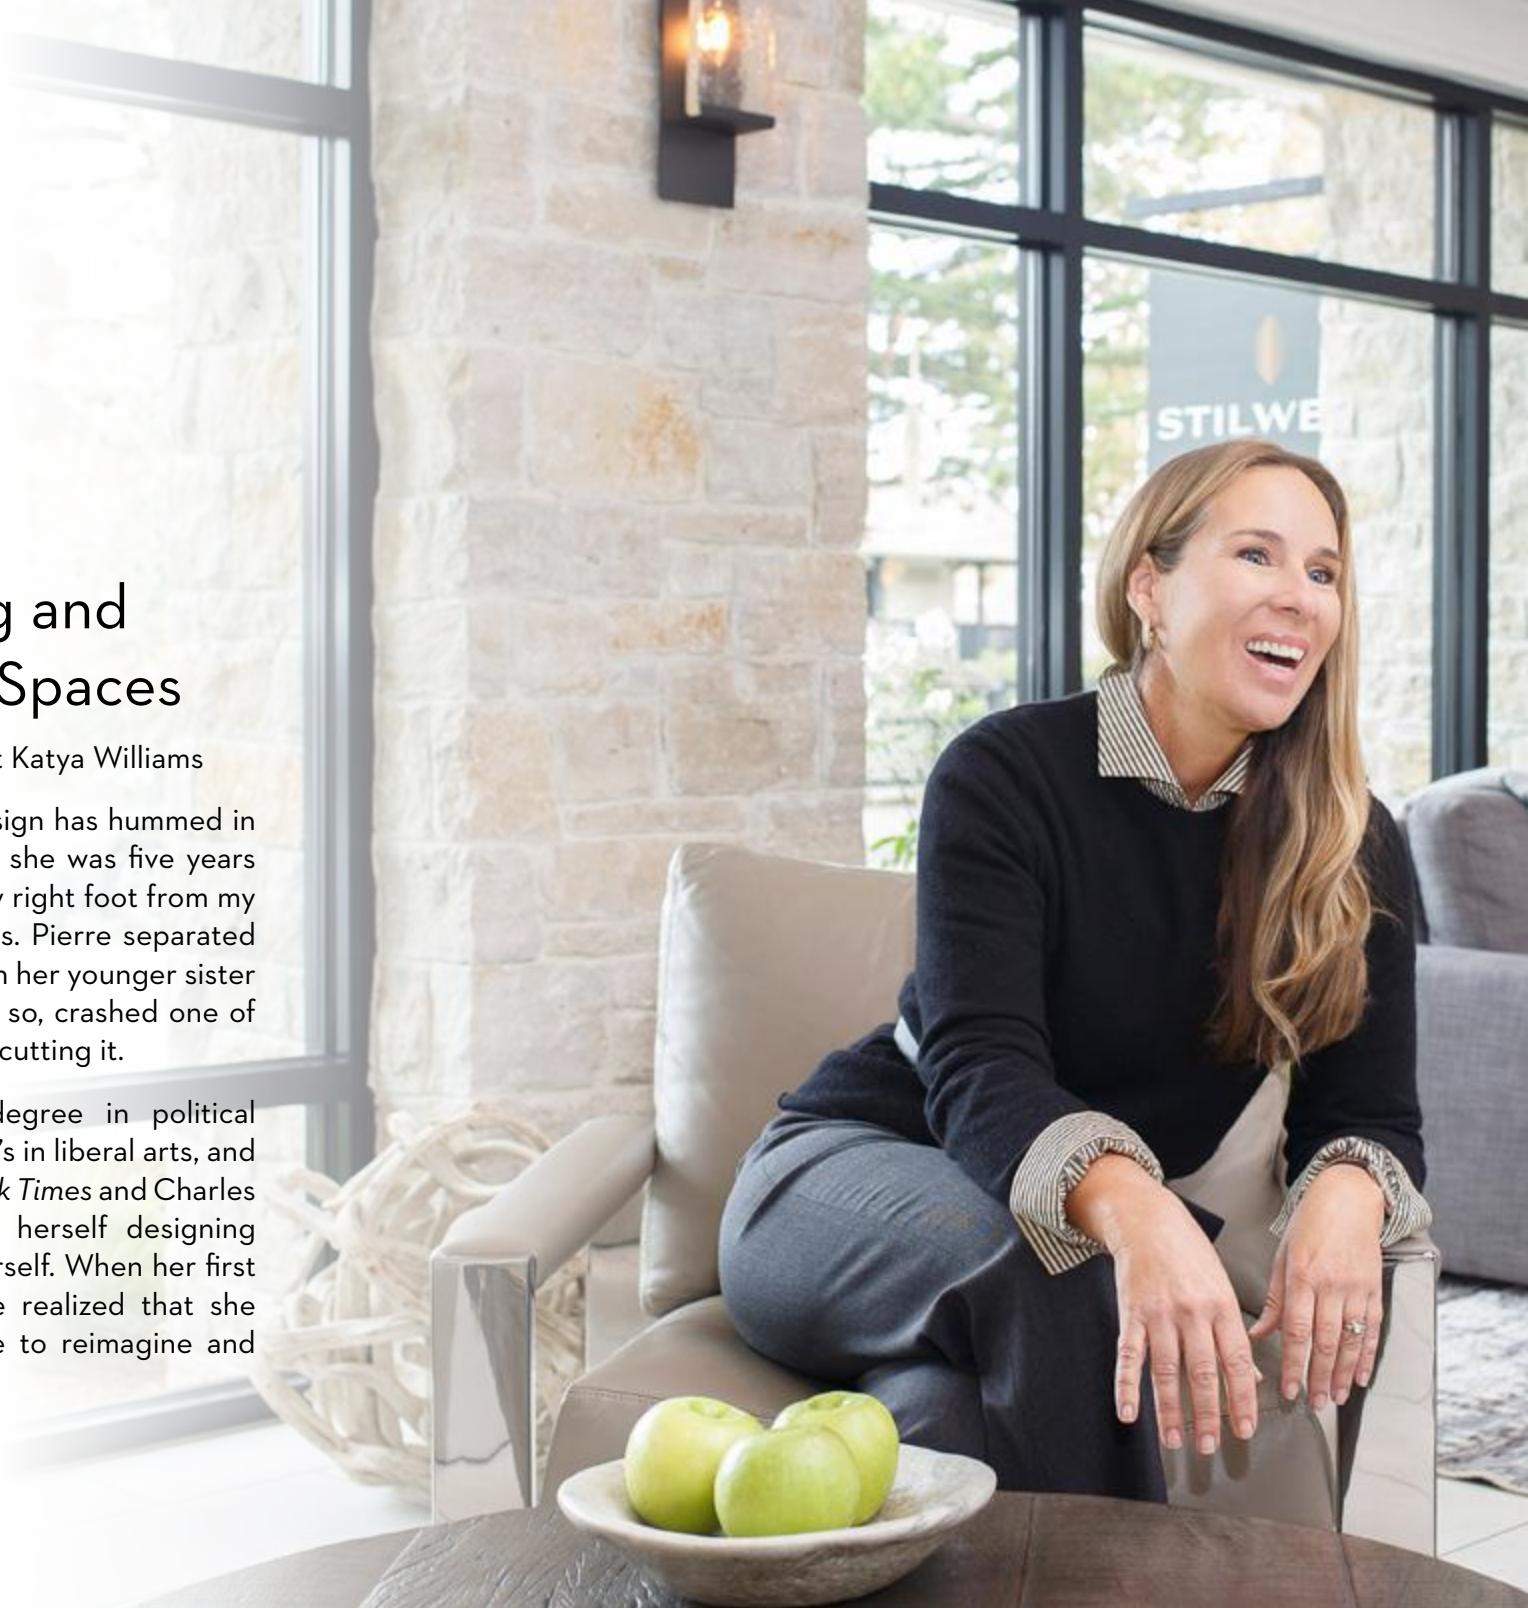 STILWE
g and
Spaces
t Katya Williams
sign has hummed in
she was five years
y right foot from my
s. Pierre separated
n her younger sister
so, crashed one of
cutting it.
degree in political
's in liberal arts, and
k Times and Charles
herself designing
rself. When her first
e realized that she
e to reimagine and